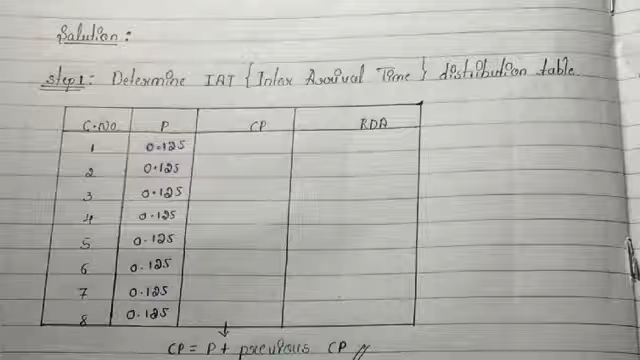 Solution:
Step1: Determine IAT {Inter Arrival Time} distribution table
C.No P CP RDA
1 0.125
2 0.125
3 0.125
4 0.125
5 0.125
6 0.125
7 0.125
8 0.125
CP = P + previous CP //